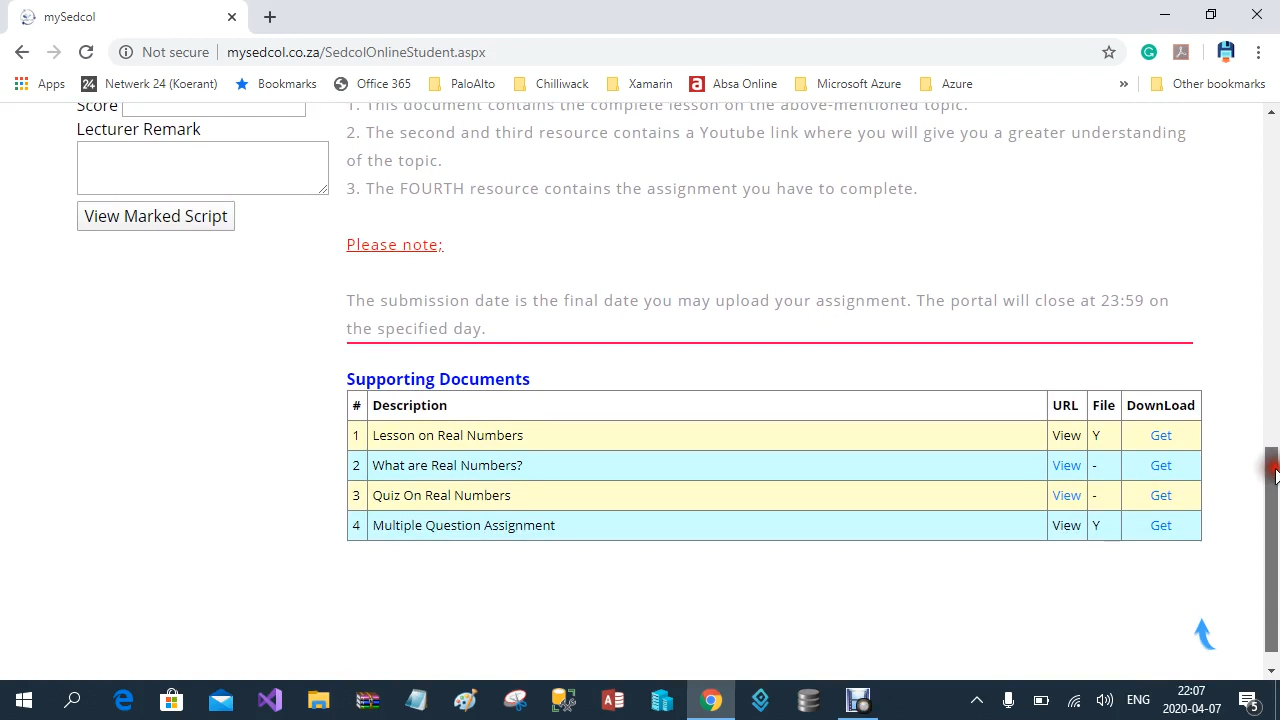 mySedcol
Not secure
mysedcol.co.za/SedcolOnlineStudent.aspx
Apps
24
Netwerk 24 (Koerant)
Bookmarks
Office 365
PaloAlto
Chilliwack
Xamarin
Absa Online
Microsoft Azure
Azure
»
Other bookmarks
Score
Lecturer Remark
View Marked Script
1. This document contains the complete lesson on the above-mentioned topic.
2. The second and third resource contains a Youtube link where you will give you a greater understanding
of the topic.
3. The FOURTH resource contains the assignment you have to complete.
Please note;
The submission date is the final date you may upload your assignment. The portal will close at 23:59 on
the specified day.
Supporting Documents
# Description URL File DownLoad
1 Lesson on Real Numbers View Y Get
2 What are Real Numbers? View - Get
3 Quiz On Real Numbers View - Get
4 Multiple Question Assignment View Y Get
ENG
22:07
2020-04-07
5